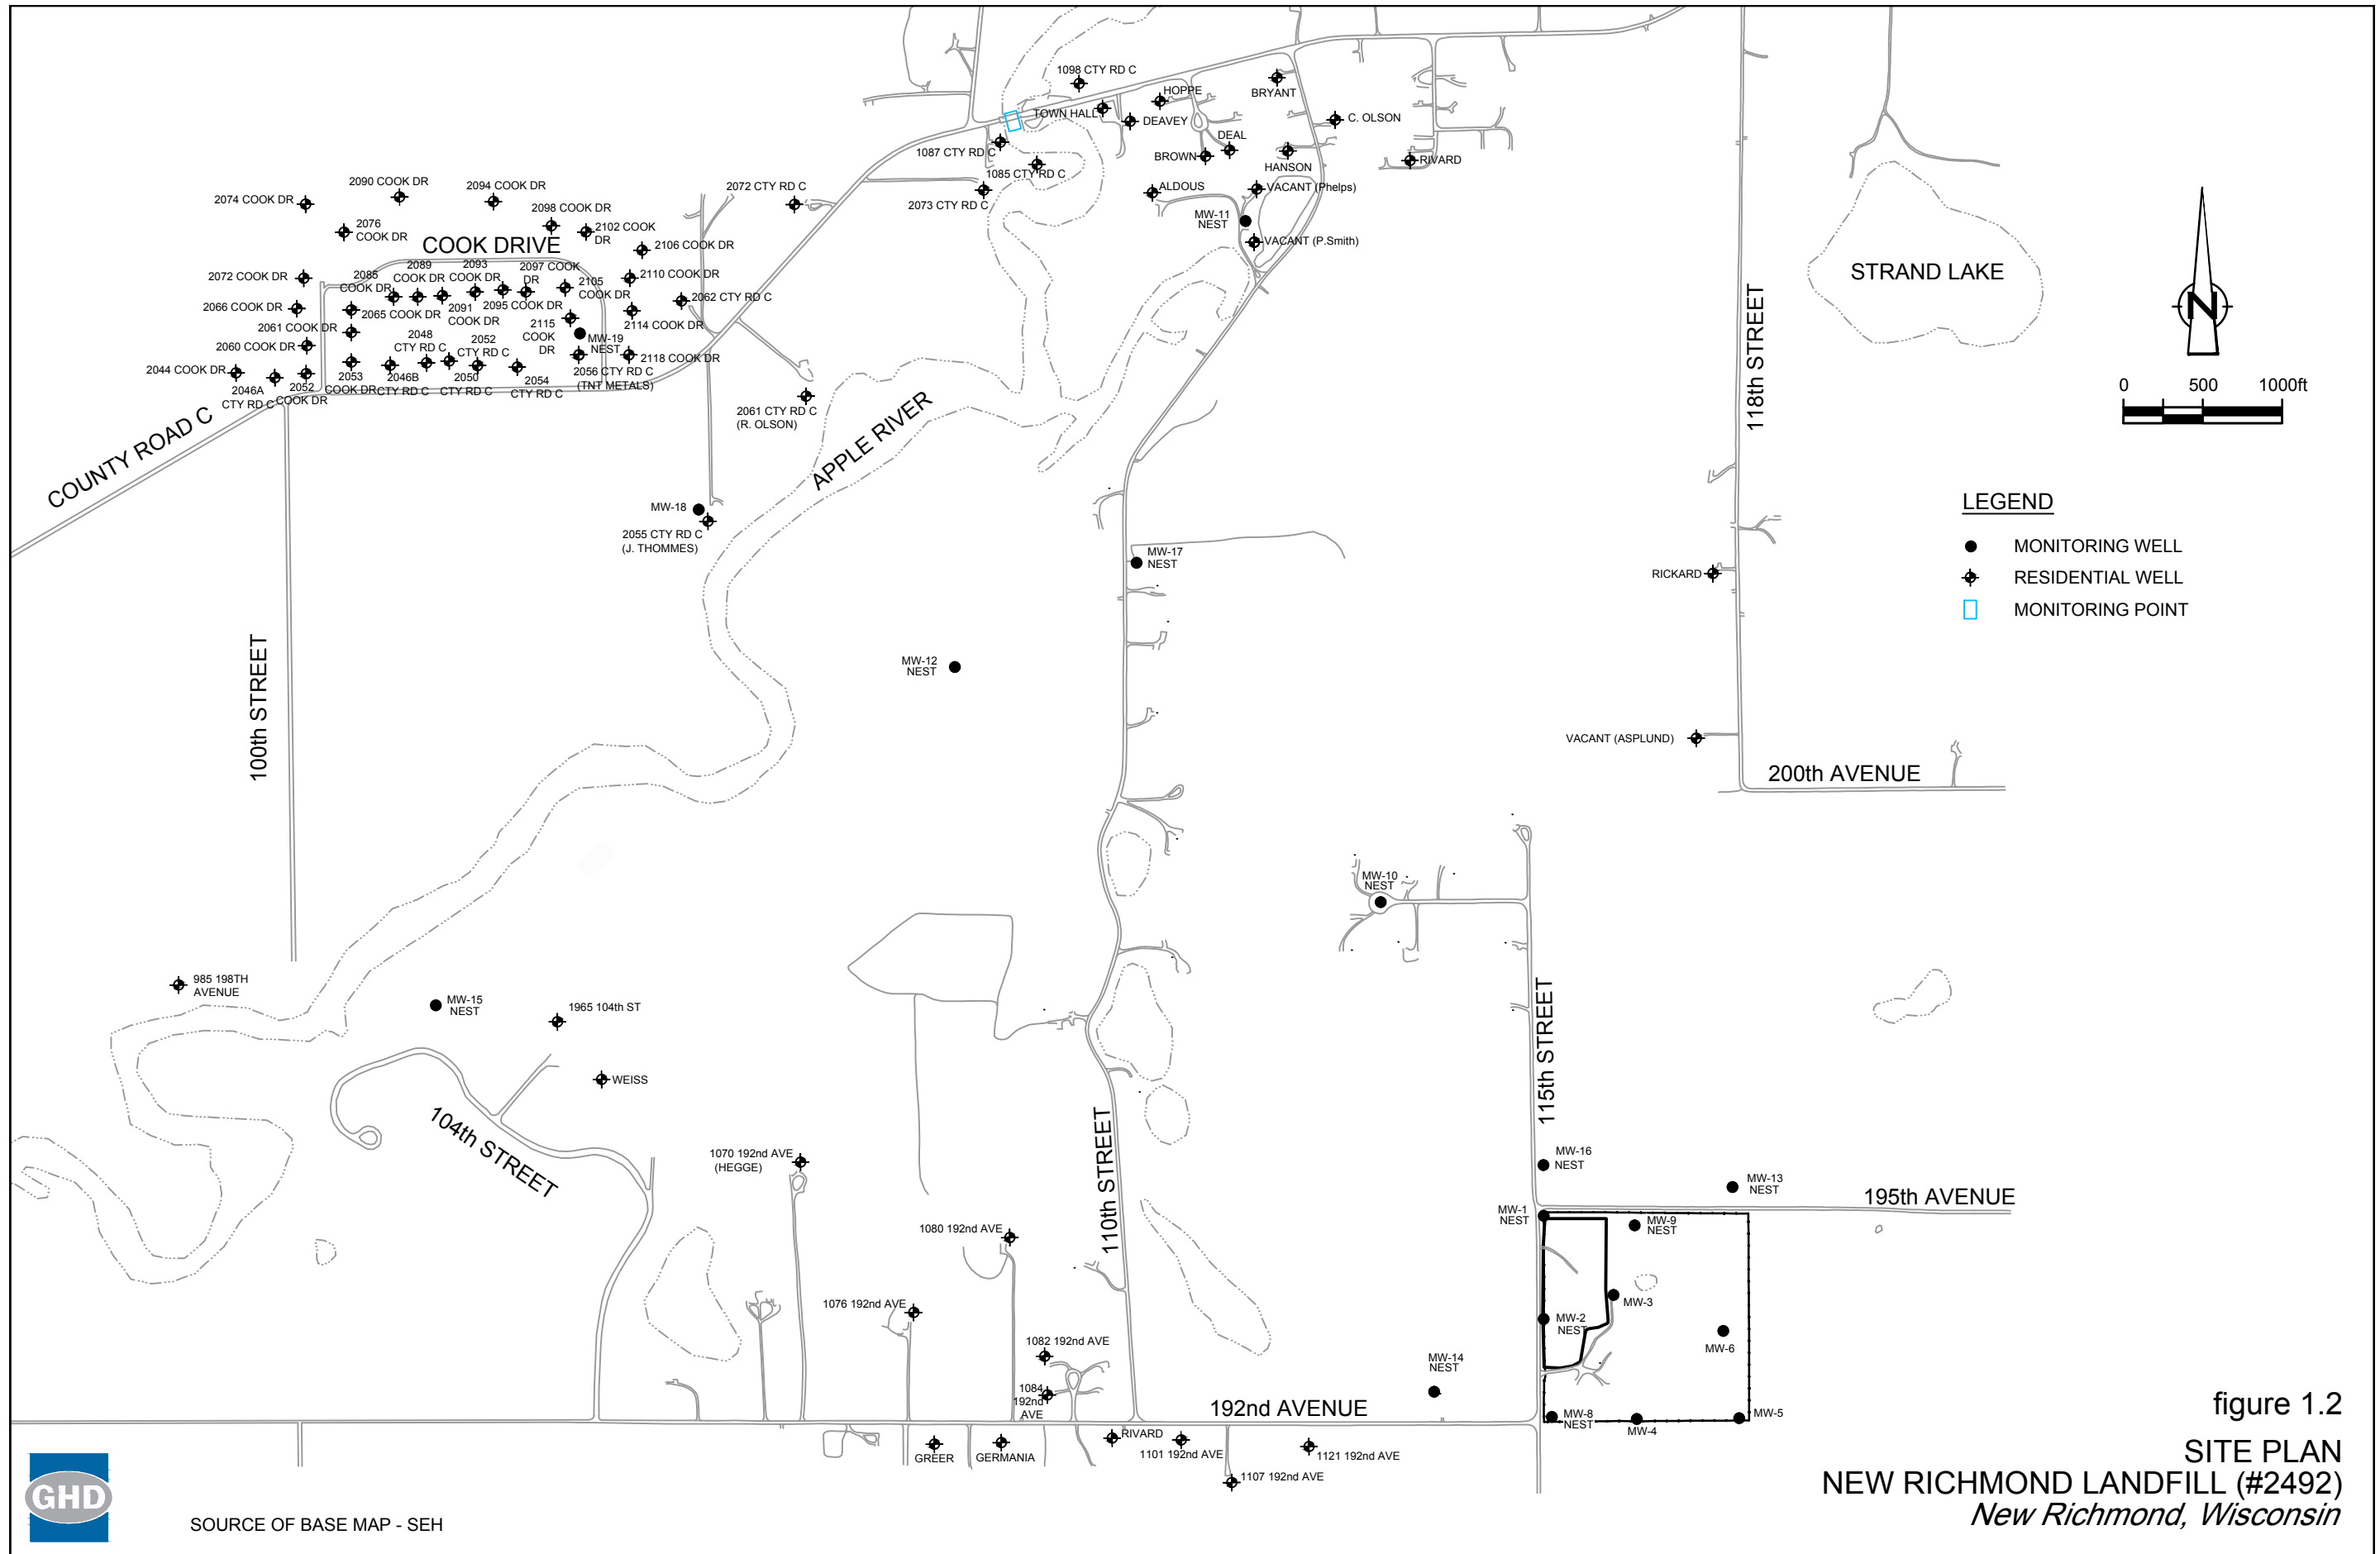 1098 CTY RD C
HOPPE
BRYANT
TOWN HALL
DEAVEY
C. OLSON
1087 CTY RD C
DEAL
BROWN
HANSON
RIVARD
1085 CTY RD C
2073 CTY RD C
ALDOUS
VACANT (Phelps)
MW-11
NEST
VACANT (P.Smith)
2072 CTY RD C
2074 COOK DR
2090 COOK DR
2094 COOK DR
2098 COOK DR
2076
COOK DR
2102 COOK
DR
COOK DRIVE
2106 COOK DR
2072 COOK DR
2085
COOK DR
2089
COOK DR
2093
COOK DR
2097 COOK
DR
2105
COOK DR
2110 COOK DR
2062 CTY RD C
2066 COOK DR
2065 COOK DR
2091
COOK DR
2095 COOK DR
2114 COOK DR
2061 COOK DR
2048
CTY RD C
2052
CTY RD C
2115
COOK
DR
MW-19
NEST
2060 COOK DR
2118 COOK DR
2044 COOK DR
2046A
CTY RD C
2052
COOK DR
2053
COOK DR
2046B
CTY RD C
2050
CTY RD C
2054
CTY RD C
2056 CTY RD C
(TNT METALS)
2061 CTY RD C
(R. OLSON)
COUNTY ROAD C
APPLE RIVER
STRAND LAKE
N
118th STREET
0 500 1000ft
LEGEND
MONITORING WELL
RESIDENTIAL WELL
MONITORING POINT
MW-18
2055 CTY RD C
(J. THOMMES)
MW-17
NEST
RICKARD
100th STREET
MW-12
NEST
VACANT (ASPLUND)
200th AVENUE
MW-10
NEST
985 198TH
AVENUE
MW-15
NEST
1965 104th ST
WEISS
104th STREET
115th STREET
110th STREET
1070 192nd AVE
(HEGGE)
MW-16
NEST
MW-13
NEST
195th AVENUE
MW-1
NEST
MW-9
NEST
1080 192nd AVE
1076 192nd AVE
MW-3
MW-2
NEST
MW-6
1082 192nd AVE
MW-14
NEST
1084
192nd
AVE
192nd AVENUE
MW-8
NEST
MW-4
MW-5
GREER
GERMANIA
RIVARD
1101 192nd AVE
1107 192nd AVE
1121 192nd AVE
figure 1.2
SITE PLAN
NEW RICHMOND LANDFILL (#2492)
New Richmond, Wisconsin
GHD
SOURCE OF BASE MAP - SEH